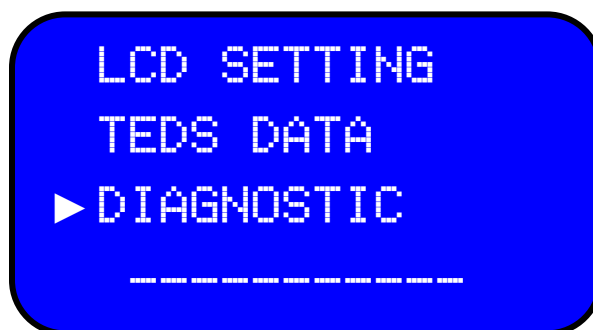 LCD SETTING
TEDS DATA
►DIAGNOSTIC
-----------